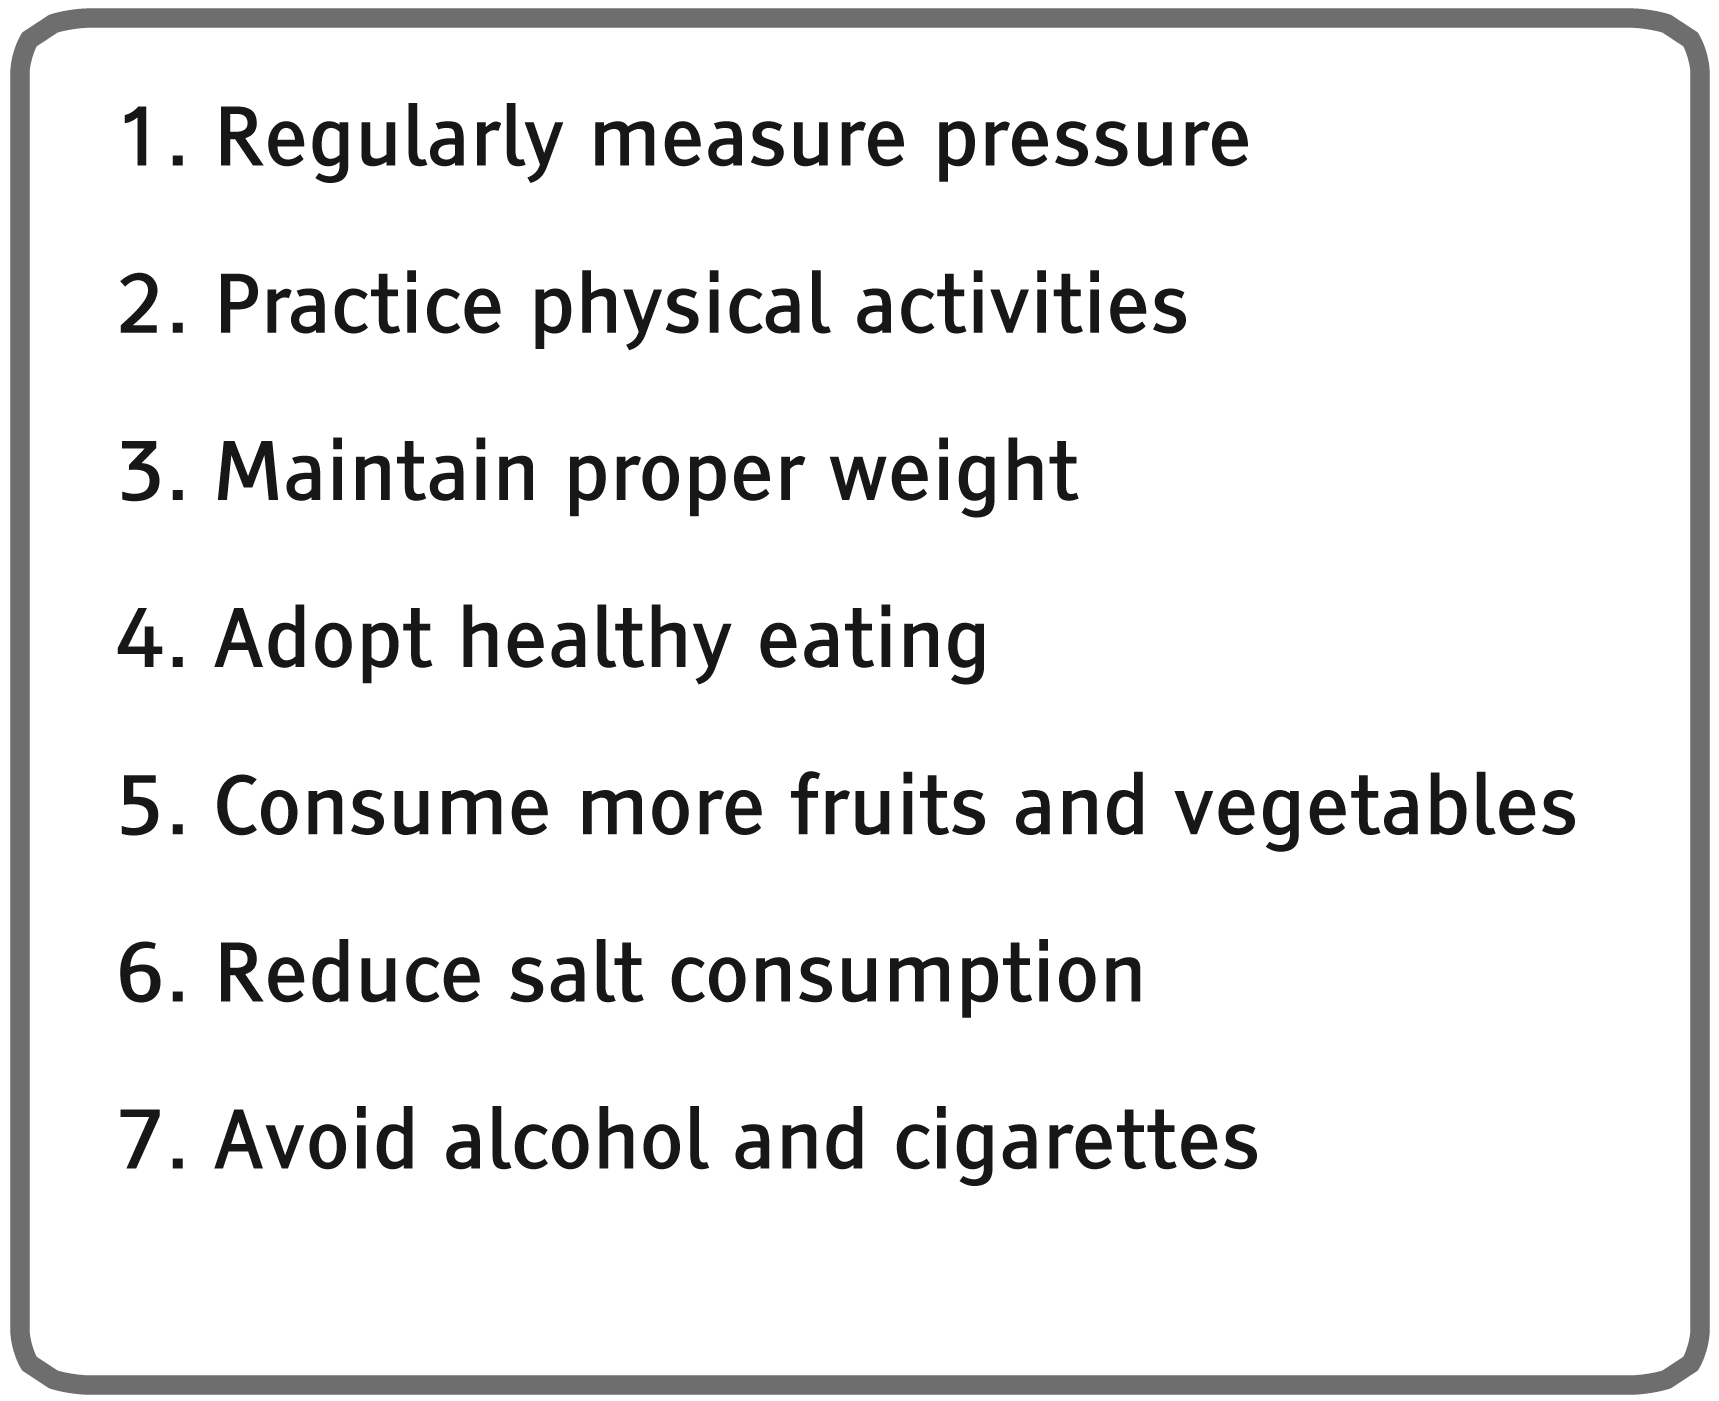 1. Regularly measure pressure
2. Practice physical activities
3. Maintain proper weight
4. Adopt healthy eating
5. Consume more fruits and vegetables
6. Reduce salt consumption
7. Avoid alcohol and cigarettes